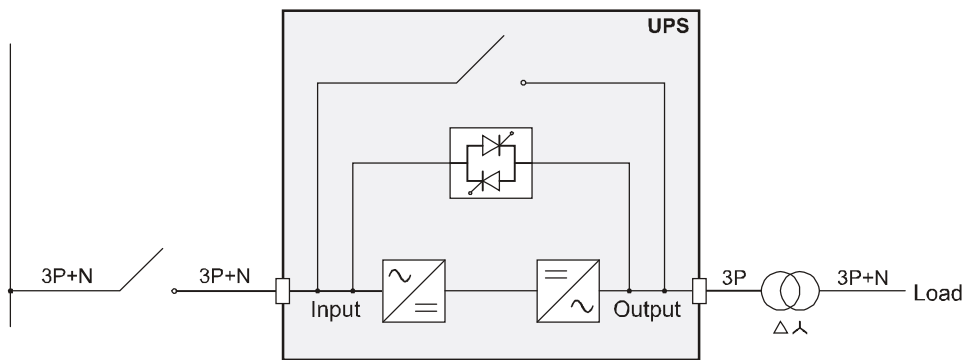 UPS
3P+N
3P+N
Input
Output
3P
3P+N
Load